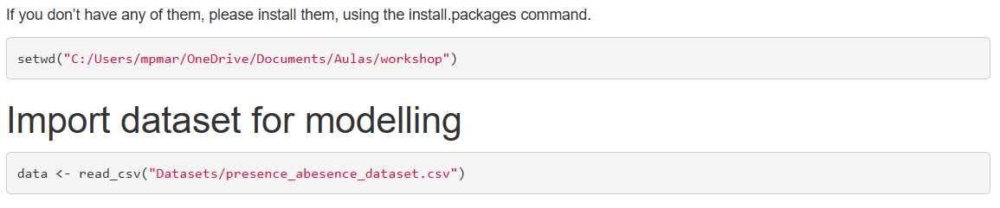 If you don’t have any of them, please install them, using the install.packages command.
setwd("C:/Users/mpmar/OneDrive/Documents/Aulas/workshop")
Import dataset for modelling
data <- read_csv("Datasets/presence_abesence_dataset.csv")